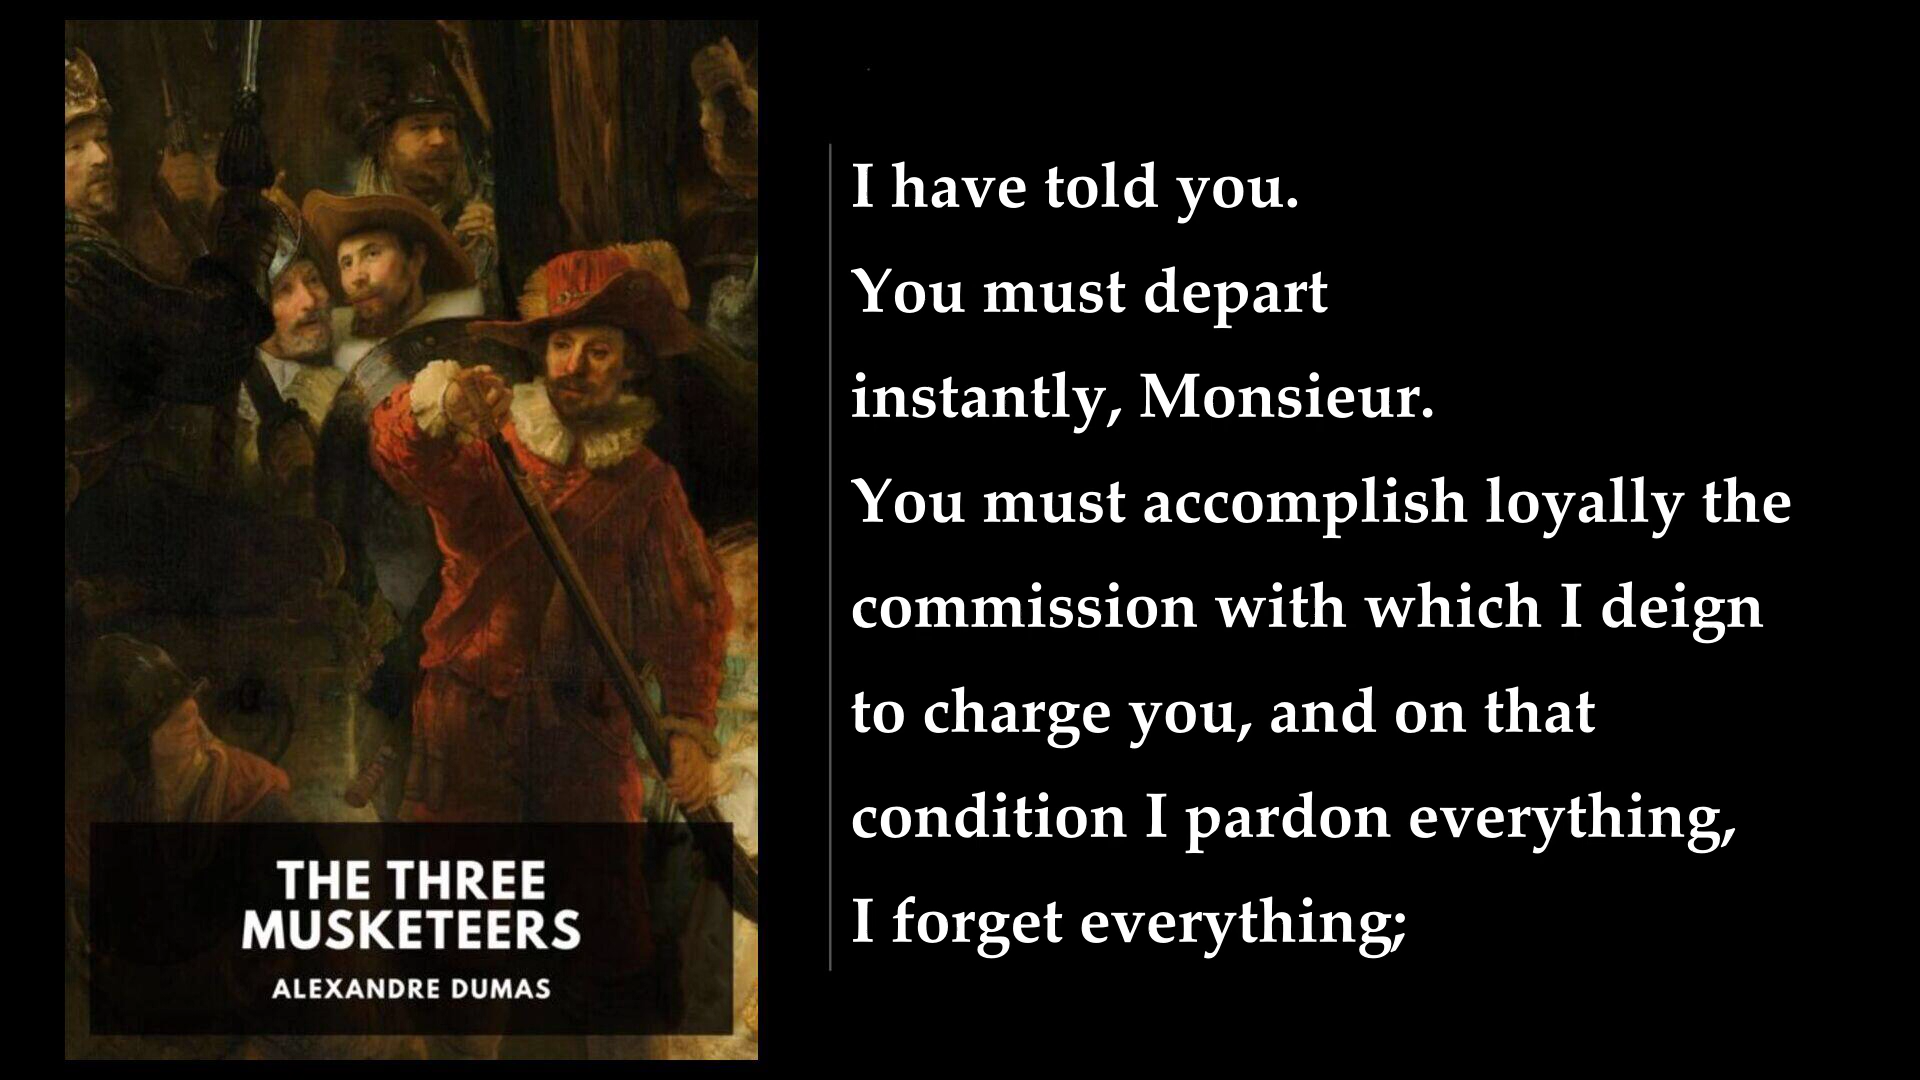 THE THREE
MUSKETEERS
ALEXANDRE DUMAS
I have told you.
You must depart
instantly, Monsieur.
You must accomplish loyally the
commission with which I deign
to charge you, and on that
condition I pardon everything,
I forget everything;